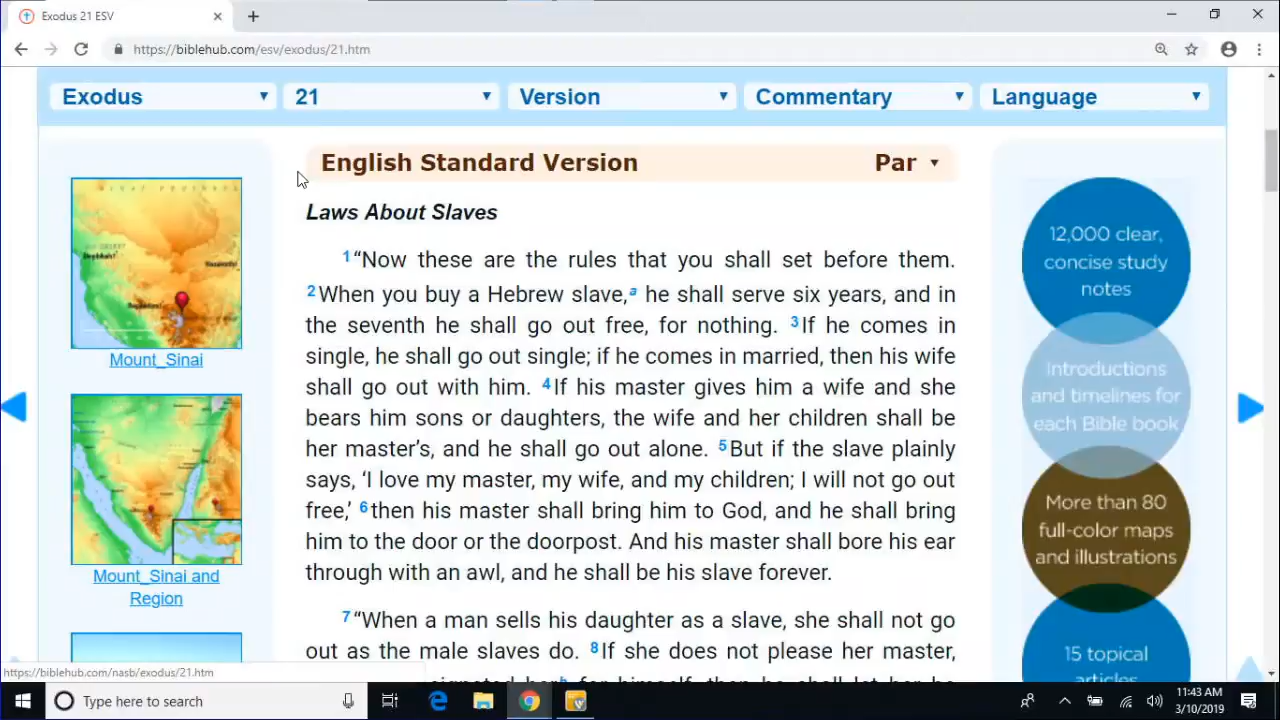 Exodus 21 ESV
https://biblehub.com/esv/exodus/21.htm
Exodus
21
Version
Commentary
Language
English Standard Version
Par
Laws About Slaves
1“Now these are the rules that you shall set before them.
2When you buy a Hebrew slave,a he shall serve six years, and in
the seventh he shall go out free, for nothing. 3If he comes in
single, he shall go out single; if he comes in married, then his wife
shall go out with him. 4If his master gives him a wife and she
bears him sons or daughters, the wife and her children shall be
her master’s, and he shall go out alone. 5But if the slave plainly
says, ‘I love my master, my wife, and my children; I will not go out
free,’ 6then his master shall bring him to God, and he shall bring
him to the door or the doorpost. And his master shall bore his ear
through with an awl, and he shall be his slave forever.
7“When a man sells his daughter as a slave, she shall not go
out as the male slaves do. 8If she does not please her master,
Mount_Sinai
Mount_Sinai and
Region
12,000 clear,
concise study
notes
Introductions
and timelines for
each Bible book
More than 80
full-color maps
and illustrations
15 topical
articles
https://biblehub.com/nasb/exodus/21.htm
Type here to search
11:43 AM
3/10/2019